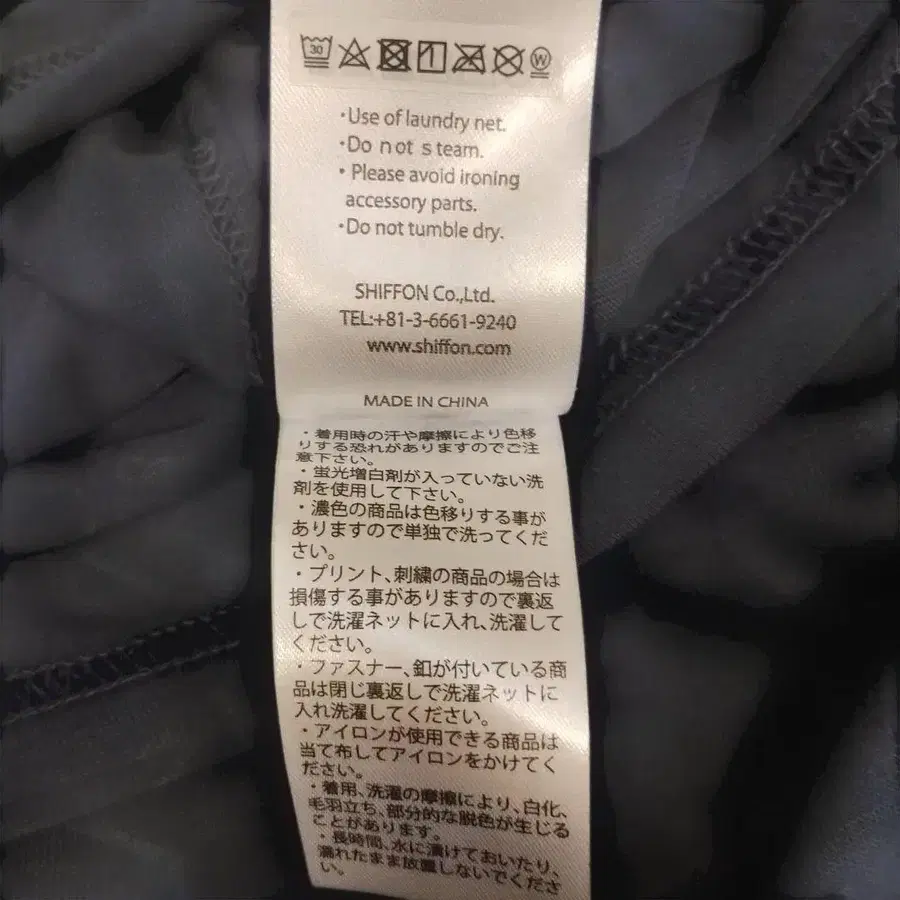 30 W
・Use of laundry net.
・Do not steam.
・Please avoid ironing
accessory parts.
・Do not tumble dry.
SHIFFON Co.,Ltd.
TEL:+81-3-6661-9240
www.shiffon.com
MADE IN CHINA
・着用時の汗や摩擦により色移
りする恐れがありますのでご注
意下さい。
・蛍光増白剤が入っていない洗
剤を使用して下さい。
・濃色の商品は色移りする事が
ありますので単独で洗ってくだ
さい。
・プリント、刺繍の商品の場合は
損傷する事がありますので裏返
しで洗濯ネットに入れ、洗濯して
ください。
・ファスナー、釦が付いている商
品は閉じ裏返しで洗濯ネットに
入れ洗濯してください。
・アイロンが使用できる商品は
当て布してアイロンをかけてく
ださい。
・着用、洗濯の摩擦により、白化、
毛羽立ち、部分的な脱色が生じる
ことがあります。
・長時間、水に漬けておいたり、
濡れたまま放置しないでくださ
い。